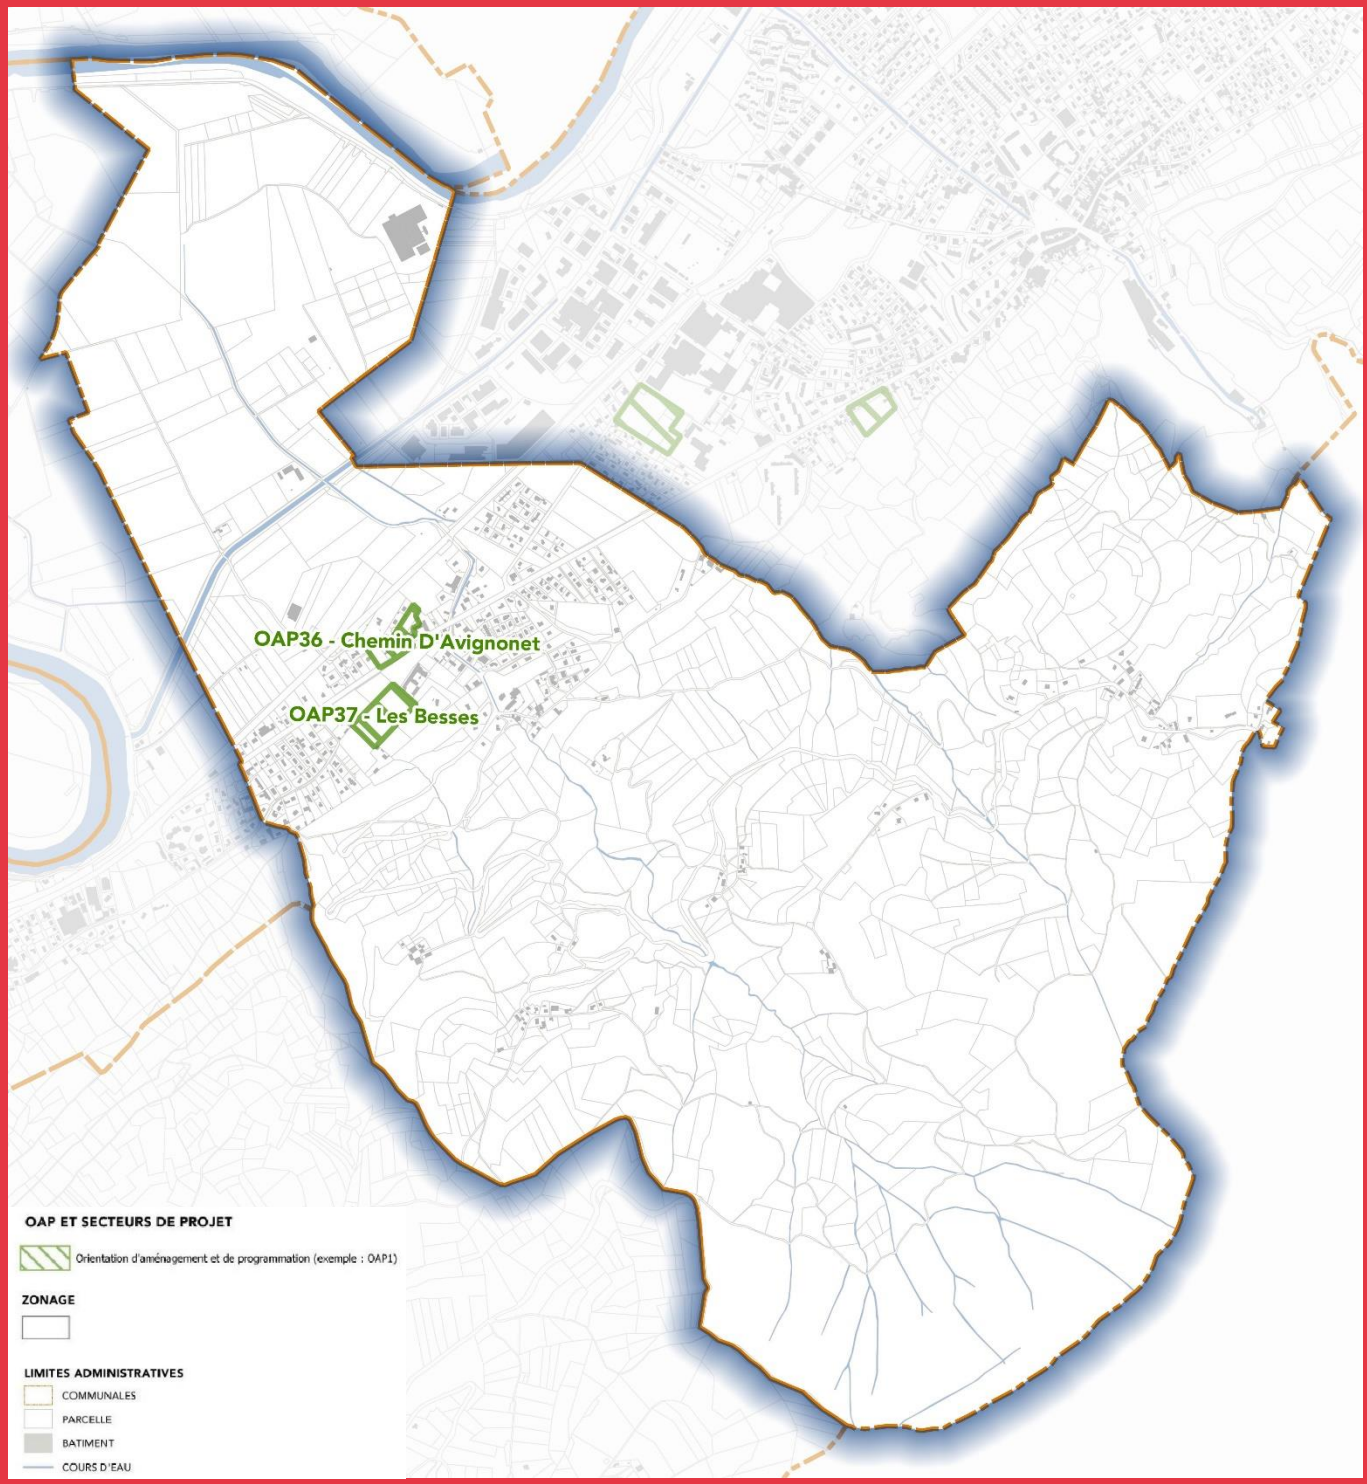 OAP36 - Chemin D'Avignonet
OAP37 - Les Besses
OAP ET SECTEURS DE PROJET
Orientation d'aménagement et de programmation (exemple : OAP1)
ZONAGE
LIMITES ADMINISTRATIVES
COMMUNALES
PARCELLE
BATIMENT
COURS D'EAU